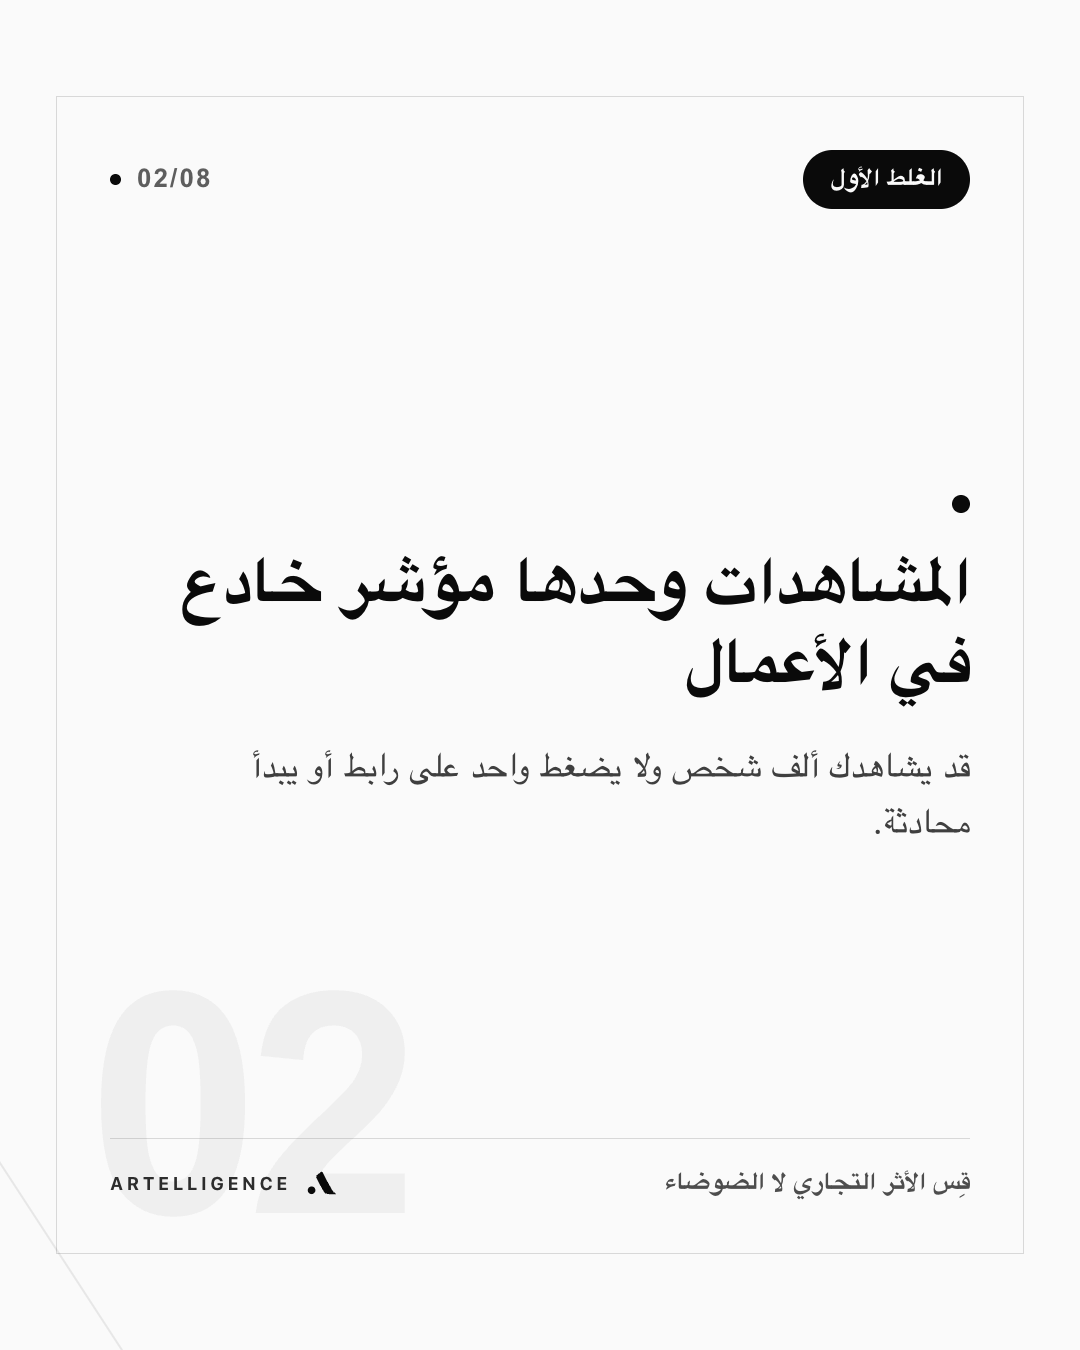 الغلط الأول
02/08
المشاهدات وحدها مؤشر خادع
في الأعمال
قد يشاهدك ألف شخص ولا يضغط واحد على رابط أو يبدأ
محادثة.
02
قِس الأثر التجاري لا الضوضاء
ARTELLIGENCE